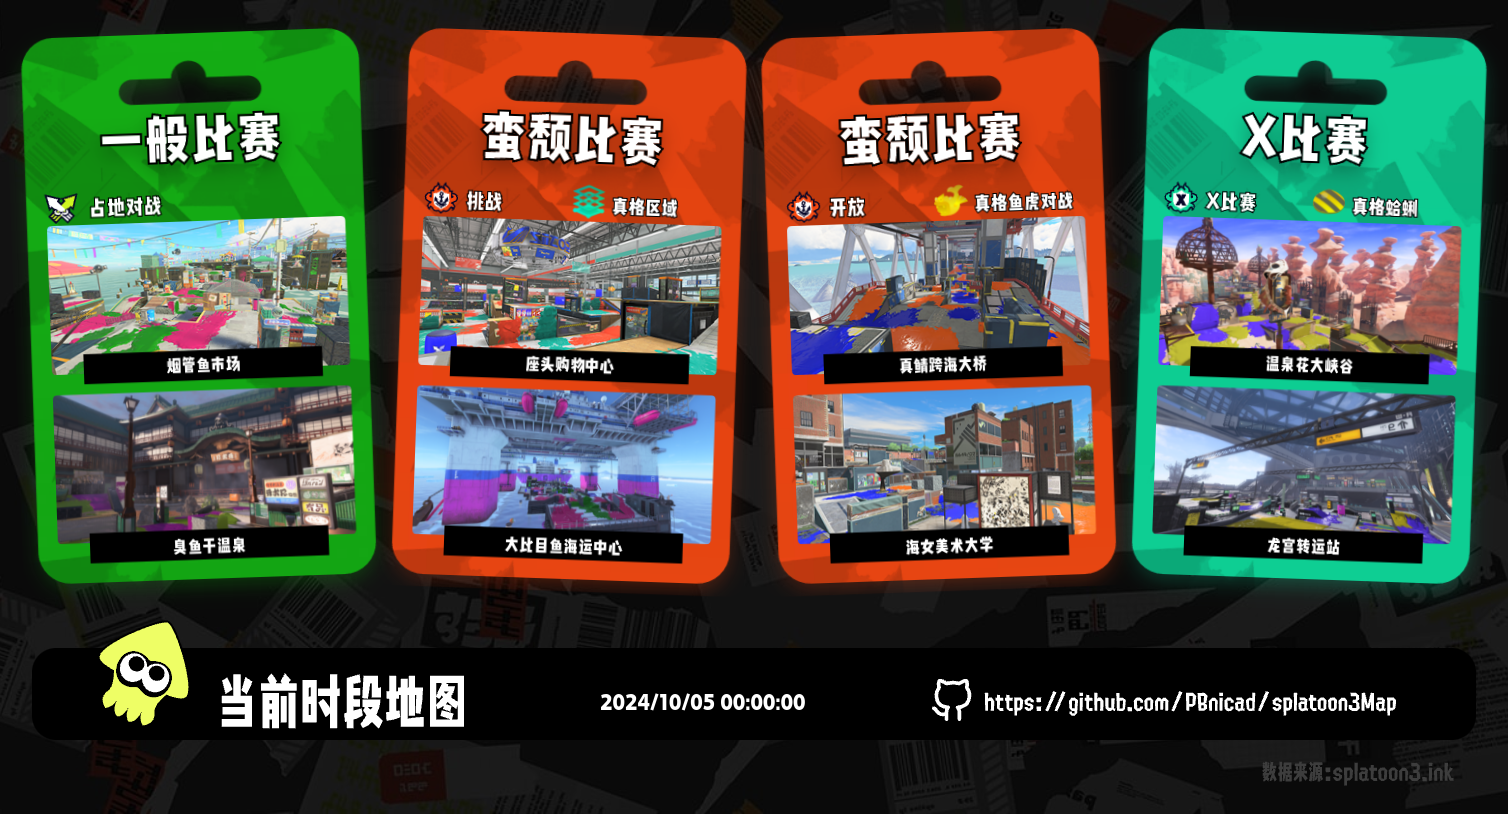 一般比赛
占地对战
烟管鱼市场
臭鱼干温泉
蛮颓比赛
挑战
真格区域
座头购物中心
大比目鱼海运中心
蛮颓比赛
开放
真格鱼虎对战
真鲷跨海大桥
海女美术大学
X比赛
X比赛
真格蛤蜊
温泉花大峡谷
龙宫转运站
当前时段地图
2024/10/05 00:00:00
https://github.com/PBnicad/splatoon3Map
数据来源:splatoon3.ink